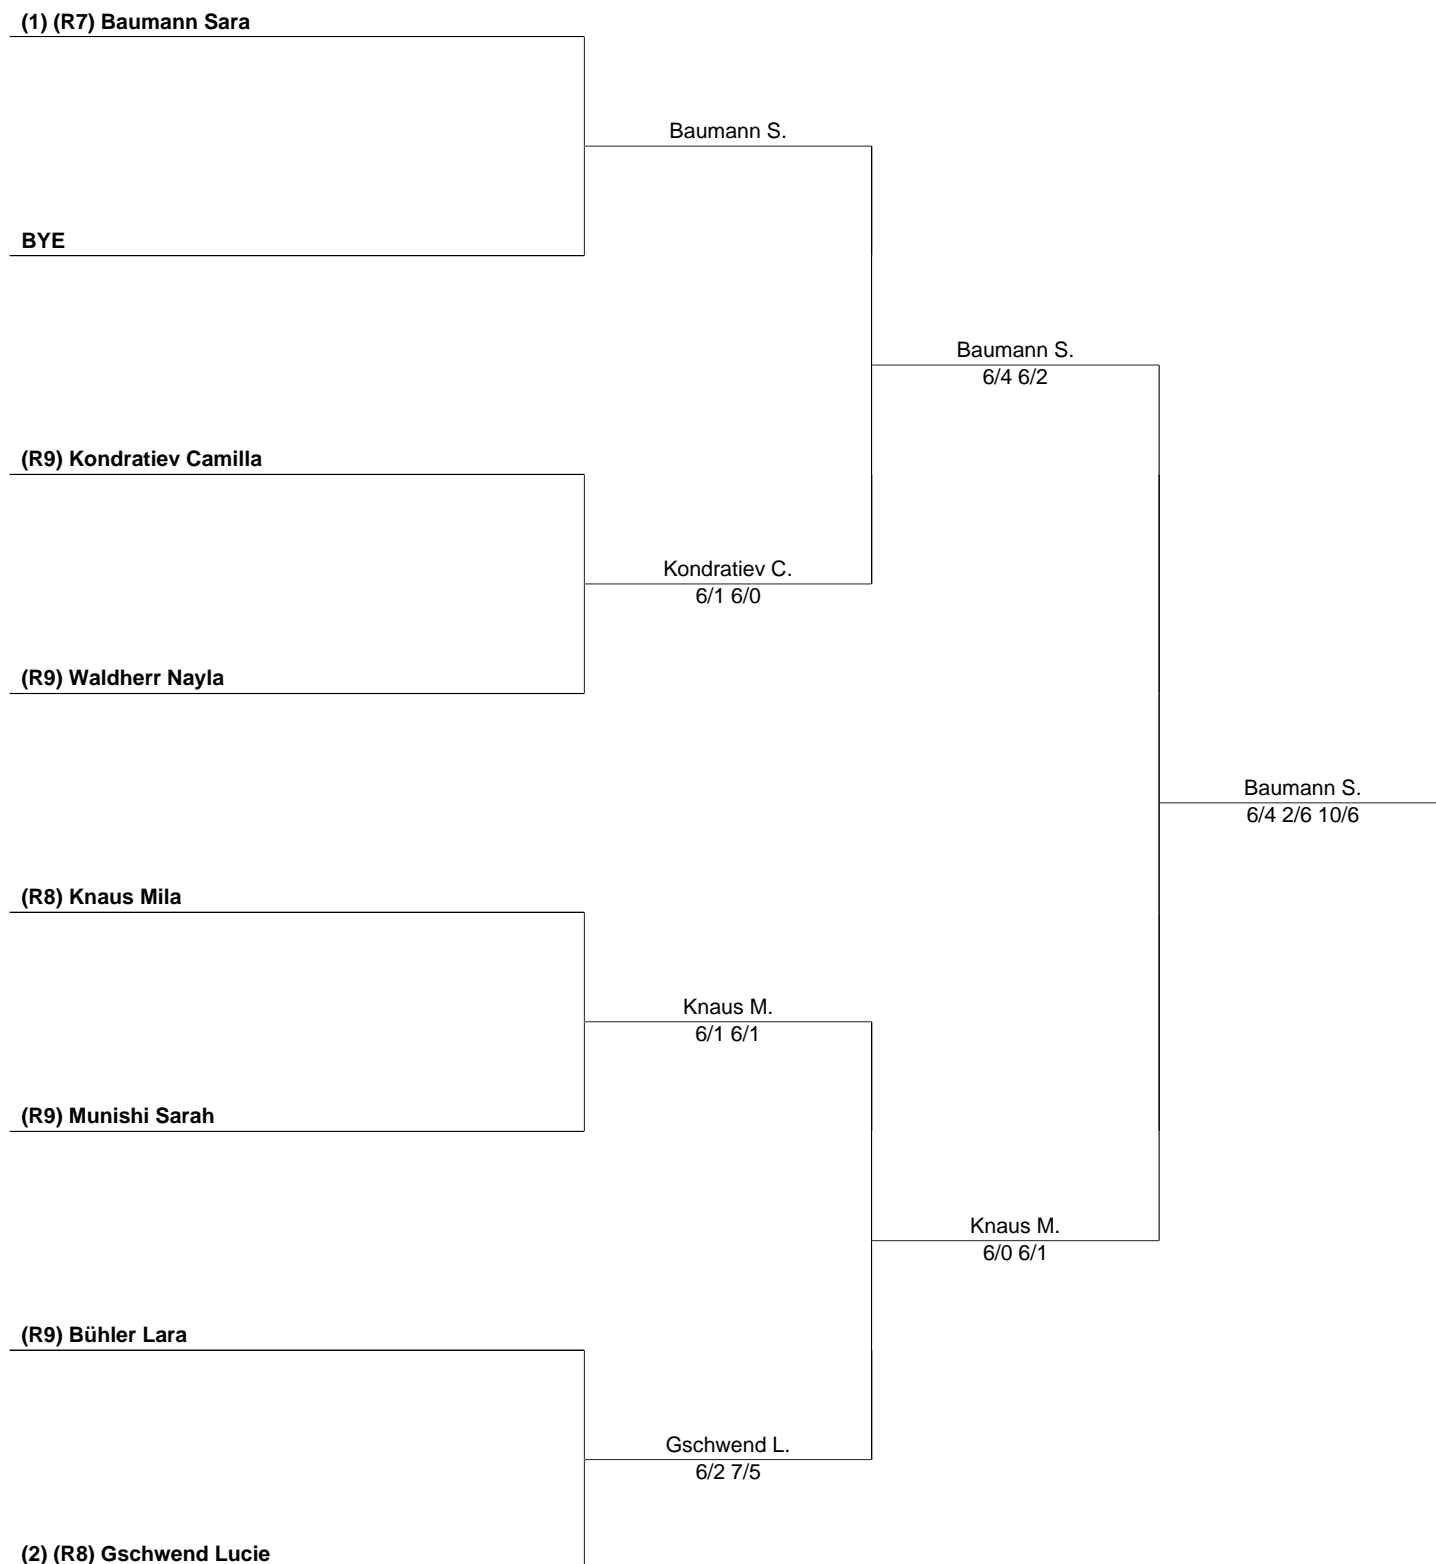 (1) (R7) Baumann Sara
Baumann S.
BYE
Baumann S.
6/4 6/2
(R9) Kondratiev Camilla
Kondratiev C.
6/1 6/0
(R9) Waldherr Nayla
Baumann S.
6/4 2/6 10/6
(R8) Knaus Mila
Knaus M.
6/1 6/1
(R9) Munishi Sarah
Knaus M.
6/0 6/1
(R9) Bühler Lara
Gschwend L.
6/2 7/5
(2) (R8) Gschwend Lucie